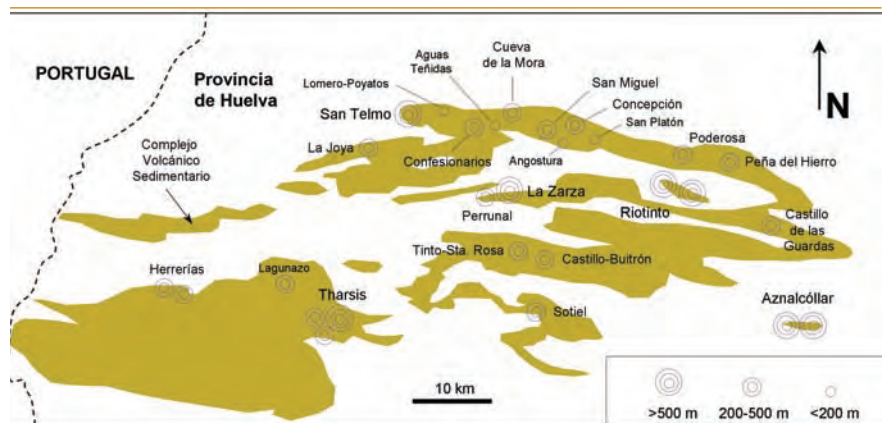 PORTUGAL
Provincia
de Huelva
Aguas
Teñidas
Cueva
de la Mora
N
Lomero-Poyatos
San Miguel
Concepción
San Telmo
San Platón
La Joya
Confesionarios
Angostura
Poderosa
Peña del Hierro
Complejo
Volcánico
Sedimentario
La Zarza
Perrunal
Riotinto
Castillo
de las
Guardas
Tinto-Sta. Rosa
Castillo-Buitrón
Herrerías
Lagunazo
Tharsis
Sotiel
Aznalcóllar
10 km
>500 m 200-500 m <200 m